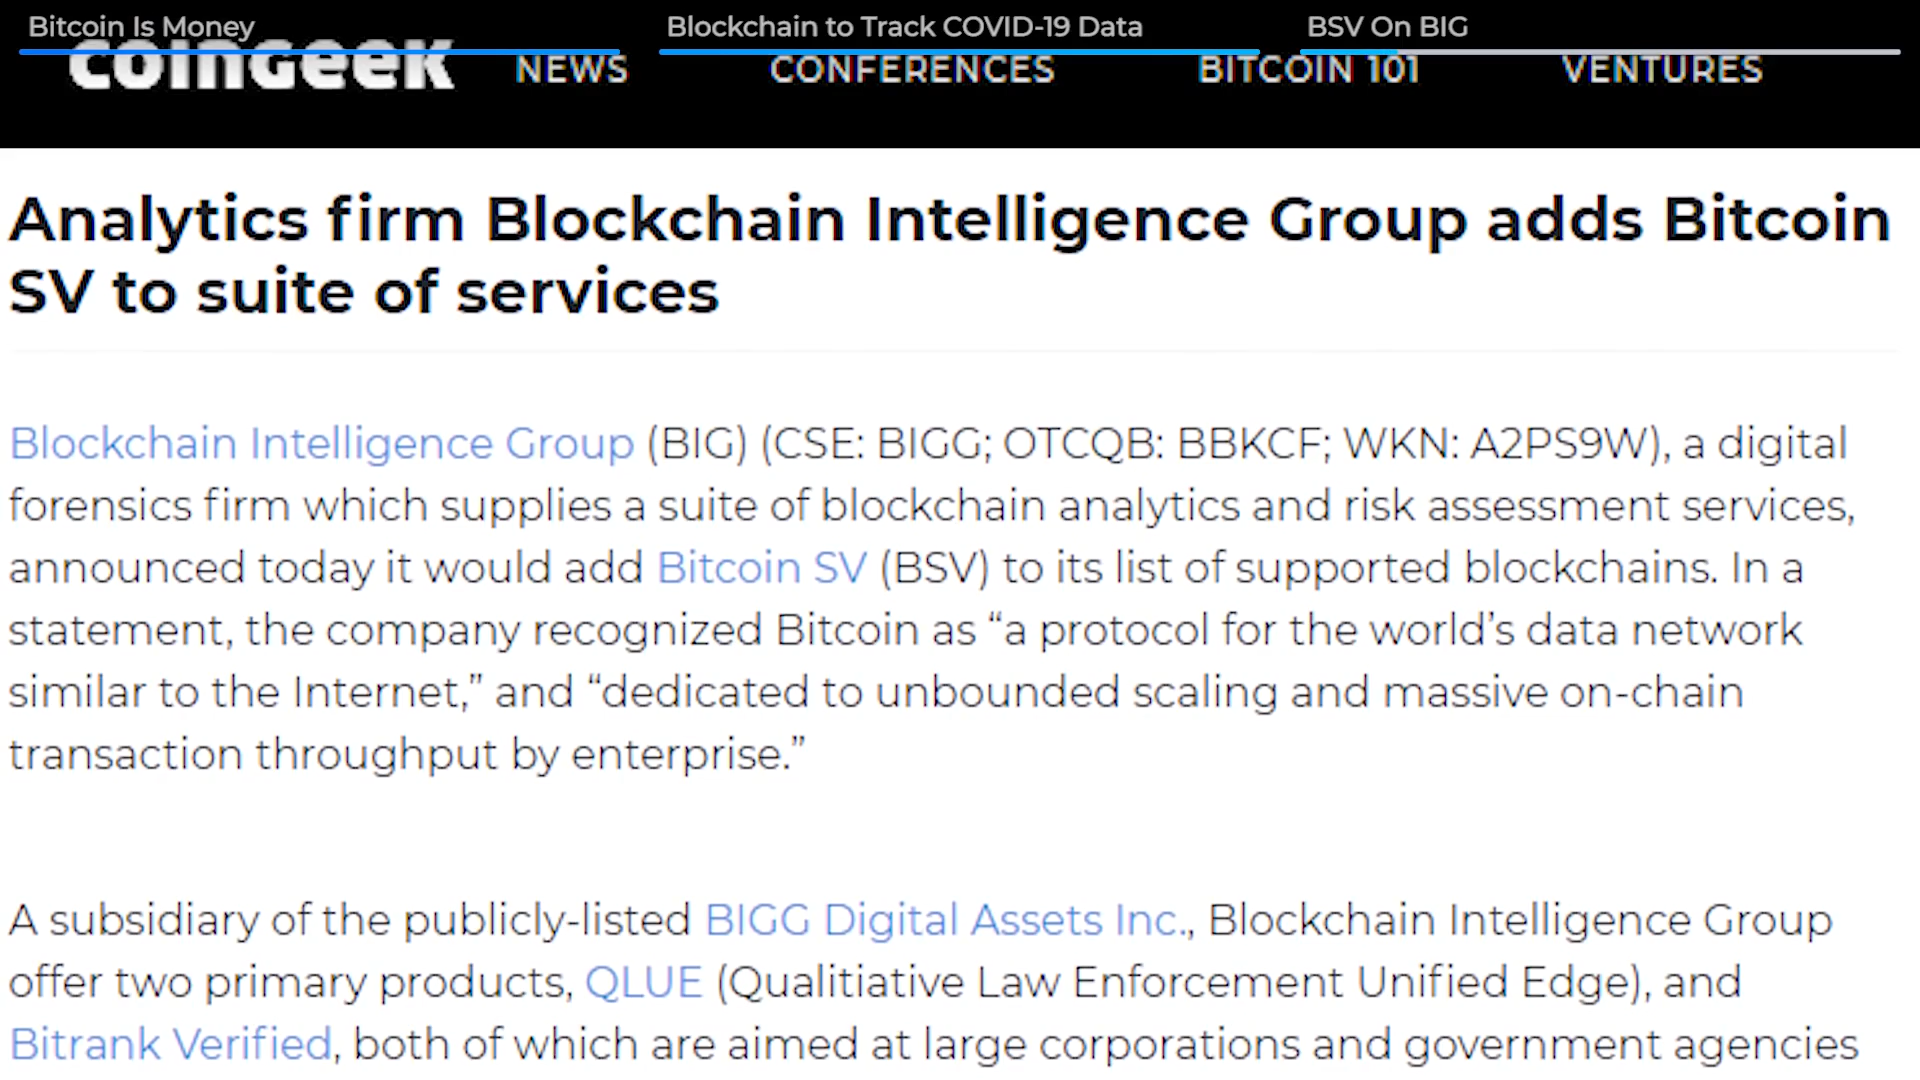 Bitcoin Is Money
Blockchain to Track COVID-19 Data
BSV On BIG
COINGEEK
NEWS
CONFERENCES
BITCOIN 101
VENTURES
Analytics firm Blockchain Intelligence Group adds Bitcoin
SV to suite of services
Blockchain Intelligence Group (BIG) (CSE: BIGG; OTCQB: BBKCF; WKN: A2PS9W), a digital
forensics firm which supplies a suite of blockchain analytics and risk assessment services,
announced today it would add Bitcoin SV (BSV) to its list of supported blockchains. In a
statement, the company recognized Bitcoin as “a protocol for the world’s data network
similar to the Internet,” and “dedicated to unbounded scaling and massive on-chain
transaction throughput by enterprise.”
A subsidiary of the publicly-listed BIGG Digital Assets Inc., Blockchain Intelligence Group
offer two primary products, QLUE (Qualitiative Law Enforcement Unified Edge), and
Bitrank Verified, both of which are aimed at large corporations and government agencies